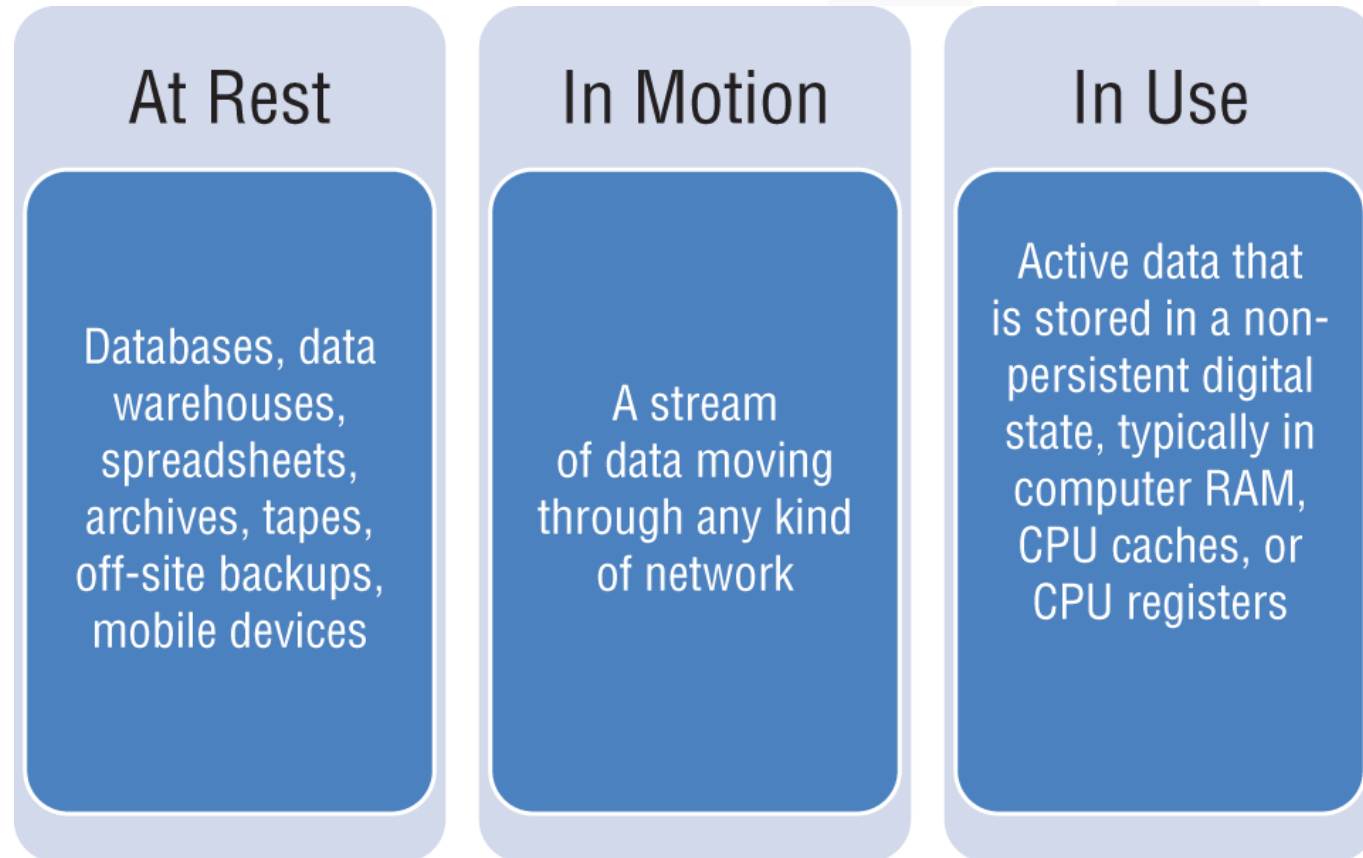 At Rest
Databases, data
warehouses,
spreadsheets,
archives, tapes,
off-site backups,
mobile devices
In Motion
A stream
of data moving
through any kind
of network
In Use
Active data that
is stored in a non-
persistent digital
state, typically in
computer RAM,
CPU caches, or
CPU registers